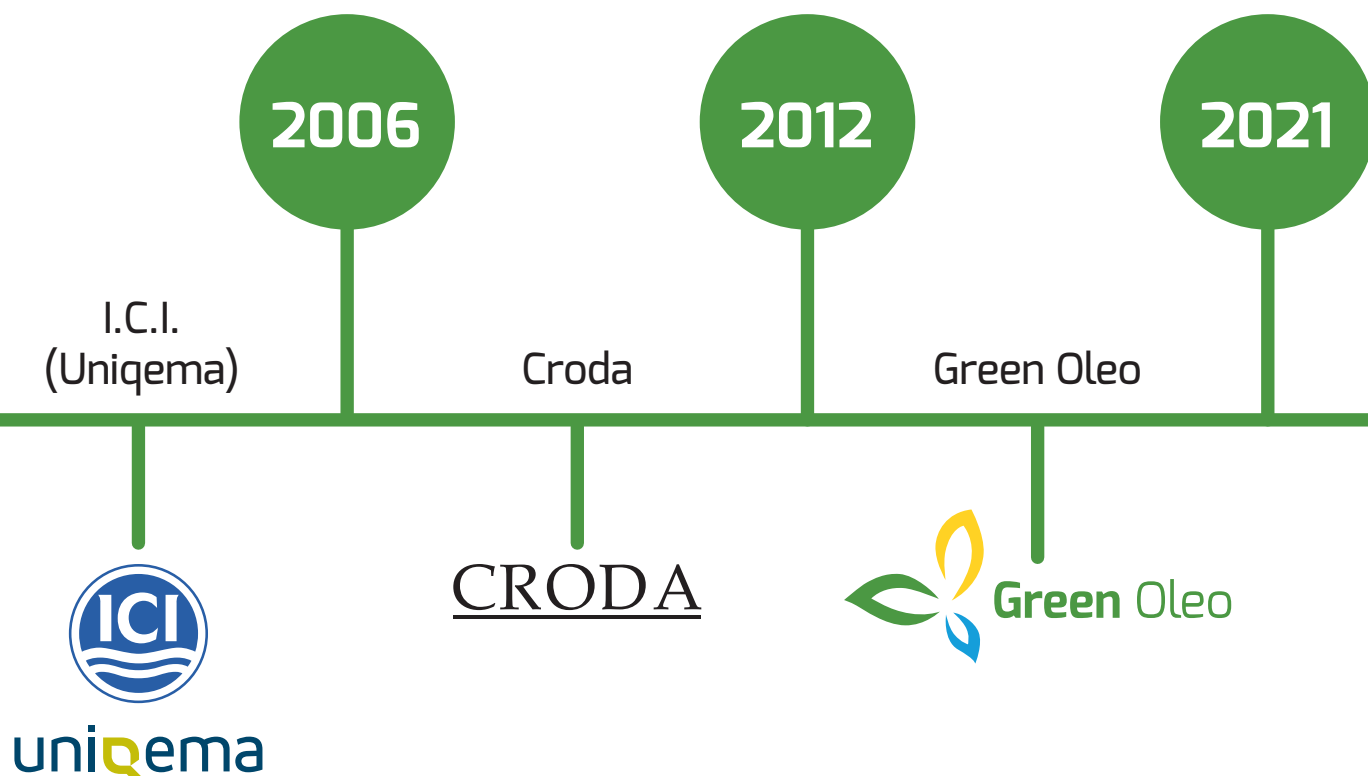 2006
2012
2021
I.C.I.
(Uniqema)
Croda
Green Oleo
ICI
uniqema
CRODA
Green Oleo